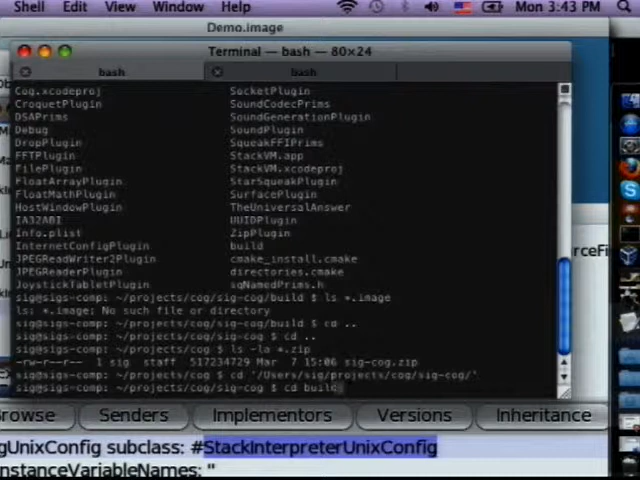 Shell Edit View Window Help Mon 3:43 PM
Demo.image
Terminal — bash — 80×24
bash bash
Cog.xcodeproj SocketPlugin
CroquetPlugin SoundCodecPrims
DSAPrims SoundGenerationPlugin
Debug SoundPlugin
DropPlugin SqueakFFIPrims
FFTPlugin StackVM.app
FilePlugin StackVM.xcodeproj
FloatArrayPlugin StarSqueakPlugin
FloatMathPlugin SurfacePlugin
HostWindowPlugin TheUniversalAnswer
IA32ABI UUIDPlugin
Info.plist ZipPlugin
InternetConfigPlugin build
JPEGReadWriter2Plugin cmake_install.cmake
JPEGReaderPlugin directories.cmake
JoystickTabletPlugin sqNamedPrims.h
sig@sigs-comp: ~/projects/cog/sig-cog/build $ ls *.image
ls: *.image: No such file or directory
sig@sigs-comp: ~/projects/cog/sig-cog/build $ cd ..
sig@sigs-comp: ~/projects/cog/sig-cog $ cd ..
sig@sigs-comp: ~/projects/cog $ ls -la *.zip
-rw-r--r-- 1 sig staff 517234729 Mar 7 15:06 sig-cog.zip
sig@sigs-comp: ~/projects/cog $ cd '/Users/sig/projects/cog/sig-cog/'
sig@sigs-comp: ~/projects/cog/sig-cog $ cd build
rceFi
rowse Senders Implementors Versions Inheritance
gUnixConfig subclass: #StackInterpreterUnixConfig
nstanceVariableNames: ''